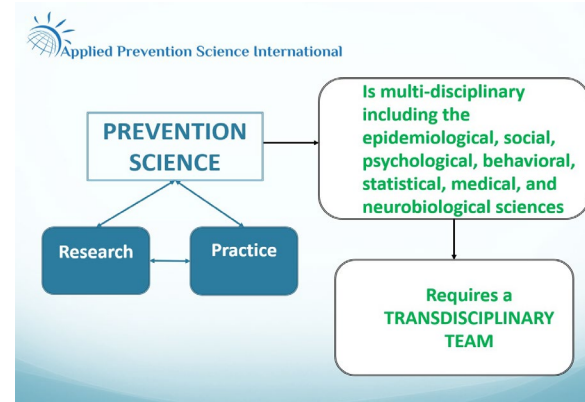 Applied Prevention Science International
PREVENTION
SCIENCE
Research
Practice
Is multi-disciplinary
including the
epidemiological, social,
psychological, behavioral,
statistical, medical, and
neurobiological sciences
Requires a
TRANSDISCIPLINARY
TEAM